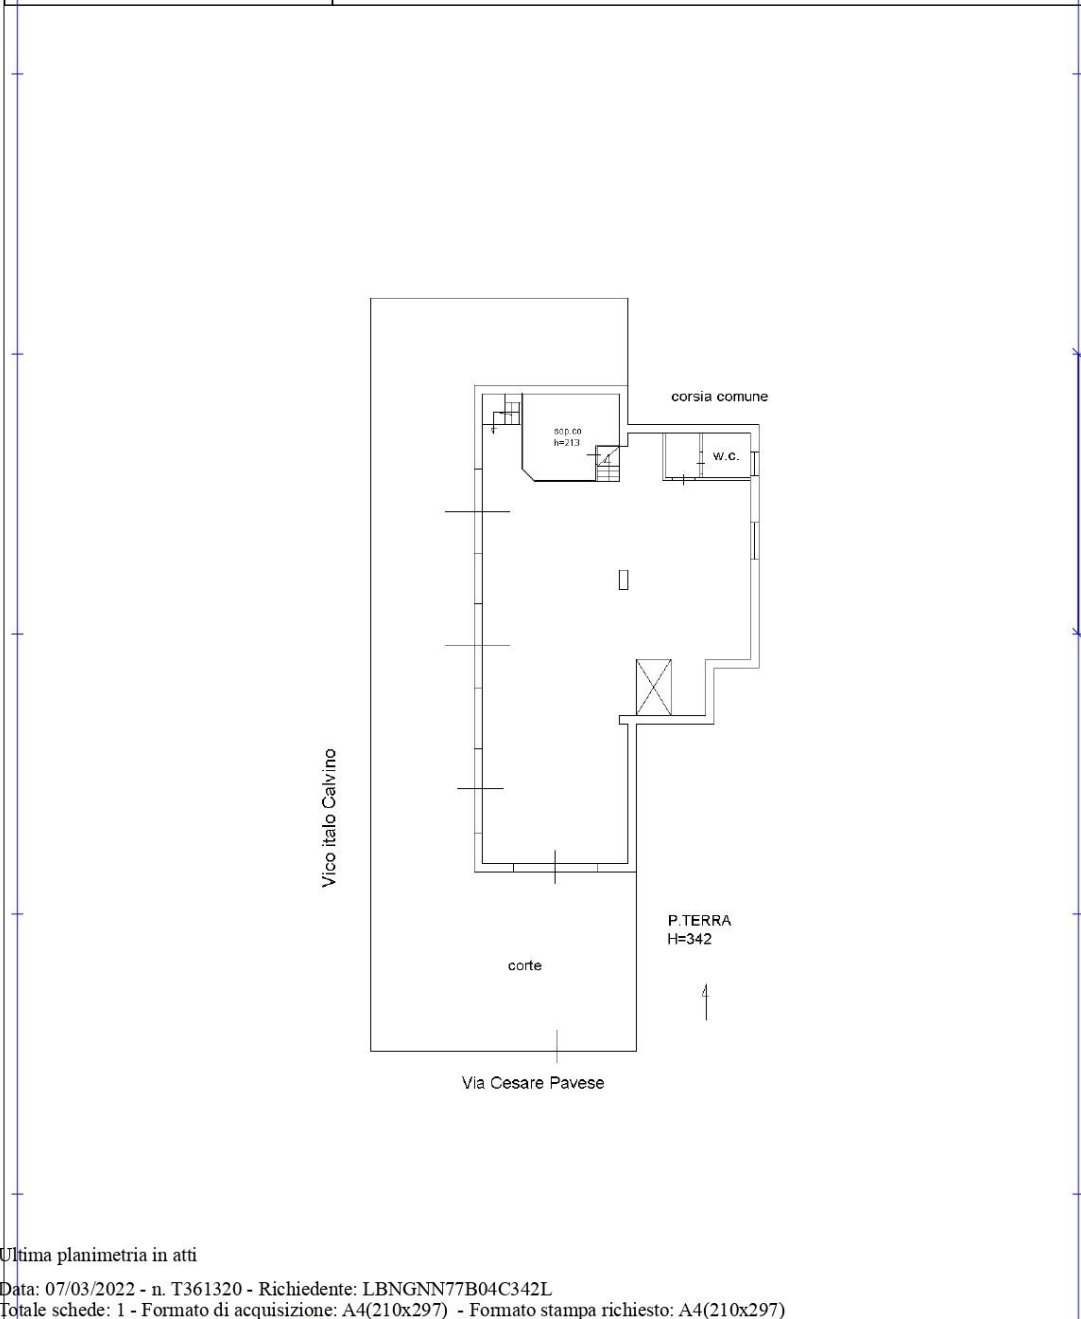 corsia comune
sop.co
h=213
w.c.
Vico italo Calvino
P.TERRA
H=342
corte
Via Cesare Pavese
Ultima planimetria in atti
Data: 07/03/2022 - n. T361320 - Richiedente: LBNGNN77B04C342L
Totale schede: 1 - Formato di acquisizione: A4(210x297) - Formato stampa richiesto: A4(210x297)